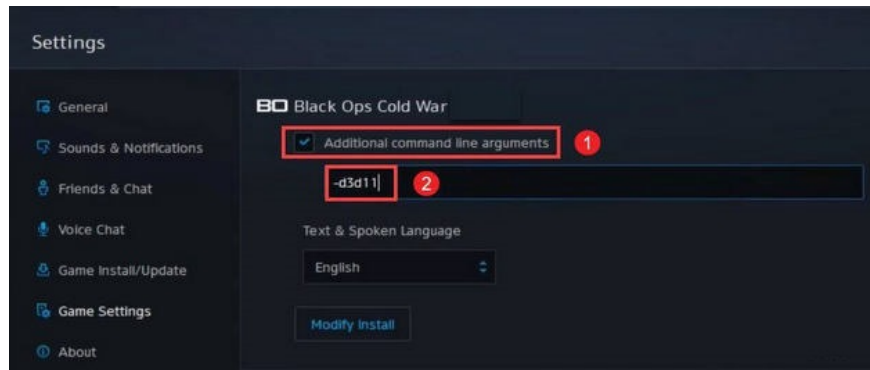 Settings
General
Sounds & Notifications
Friends & Chat
Voice Chat
Game Install/Update
Game Settings
About
BO Black Ops Cold War
Additional command line arguments 1
-d3d11 2
Text & Spoken Language
English
Modify Install